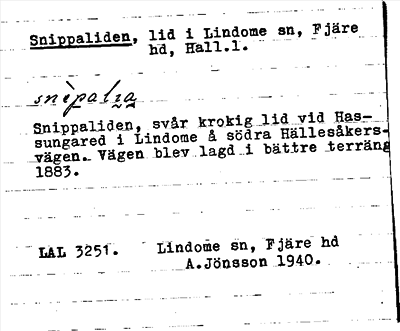 Snippaliden, lid i Lindome sn, Fjäre
hd, Hall.l.
Snippaliden, svår krokig lid vid Has-
sungared i Lindome å södra Hällesåkers-
vägen. Vägen blev lagd i bättre terräng
1883.
LAL 3251. Lindome sn, Fjäre hd
A.Jönsson 1940.